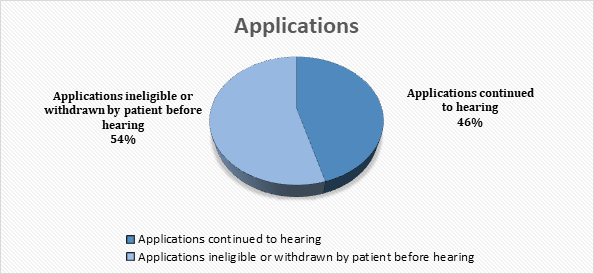 Applications
Applications ineligible or
withdrawn by patient before
hearing
54%
Applications continued
to hearing
46%
Applications continued to hearing
Applications ineligible or withdrawn by patient before hearing